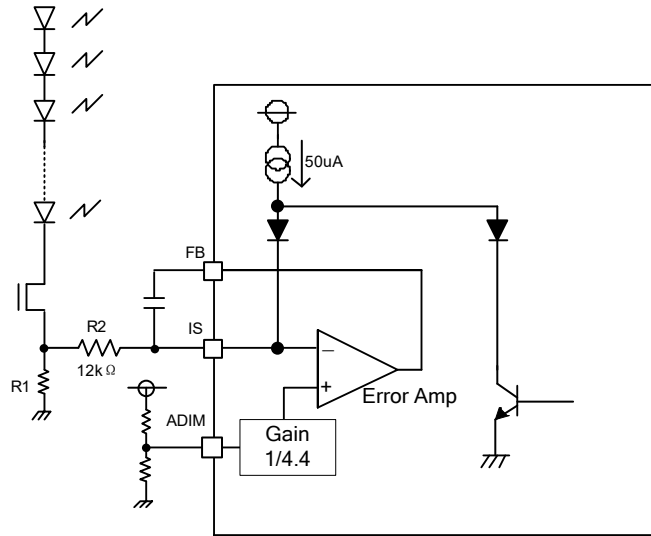 50uA
FB
R2
IS
12kΩ
R1
−
+
Error Amp
ADIM
Gain
1/4.4